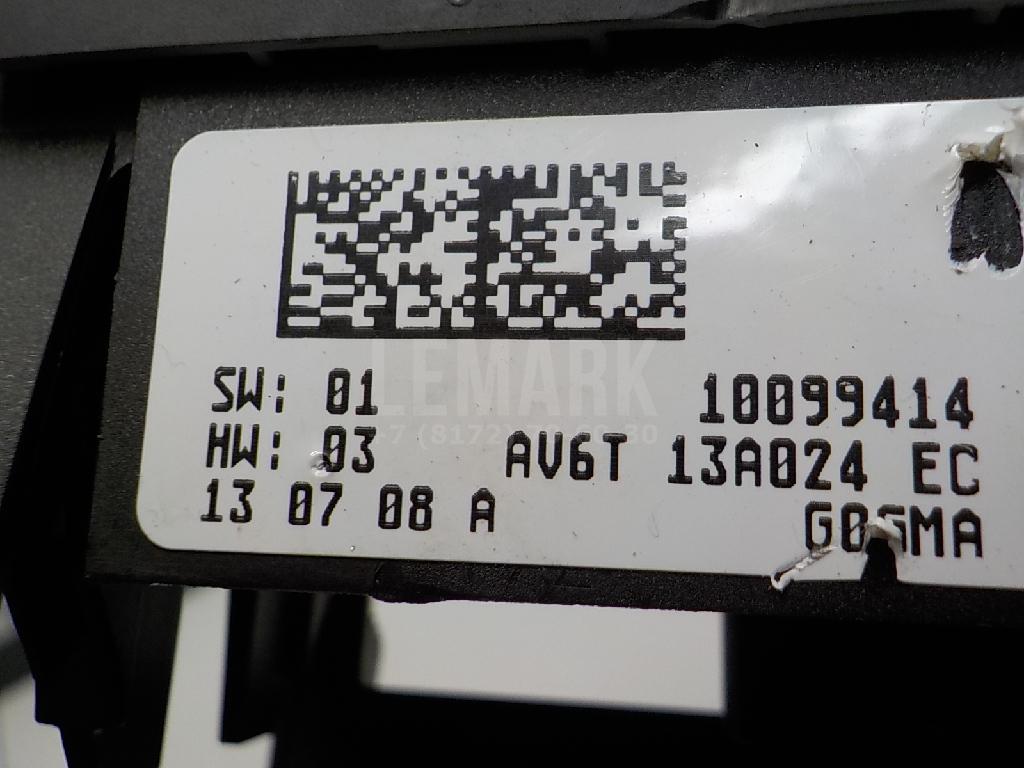 LEMARK
SW: 01
10099414
HW: 03
AV6T 13A024 EC
13 07 08 A